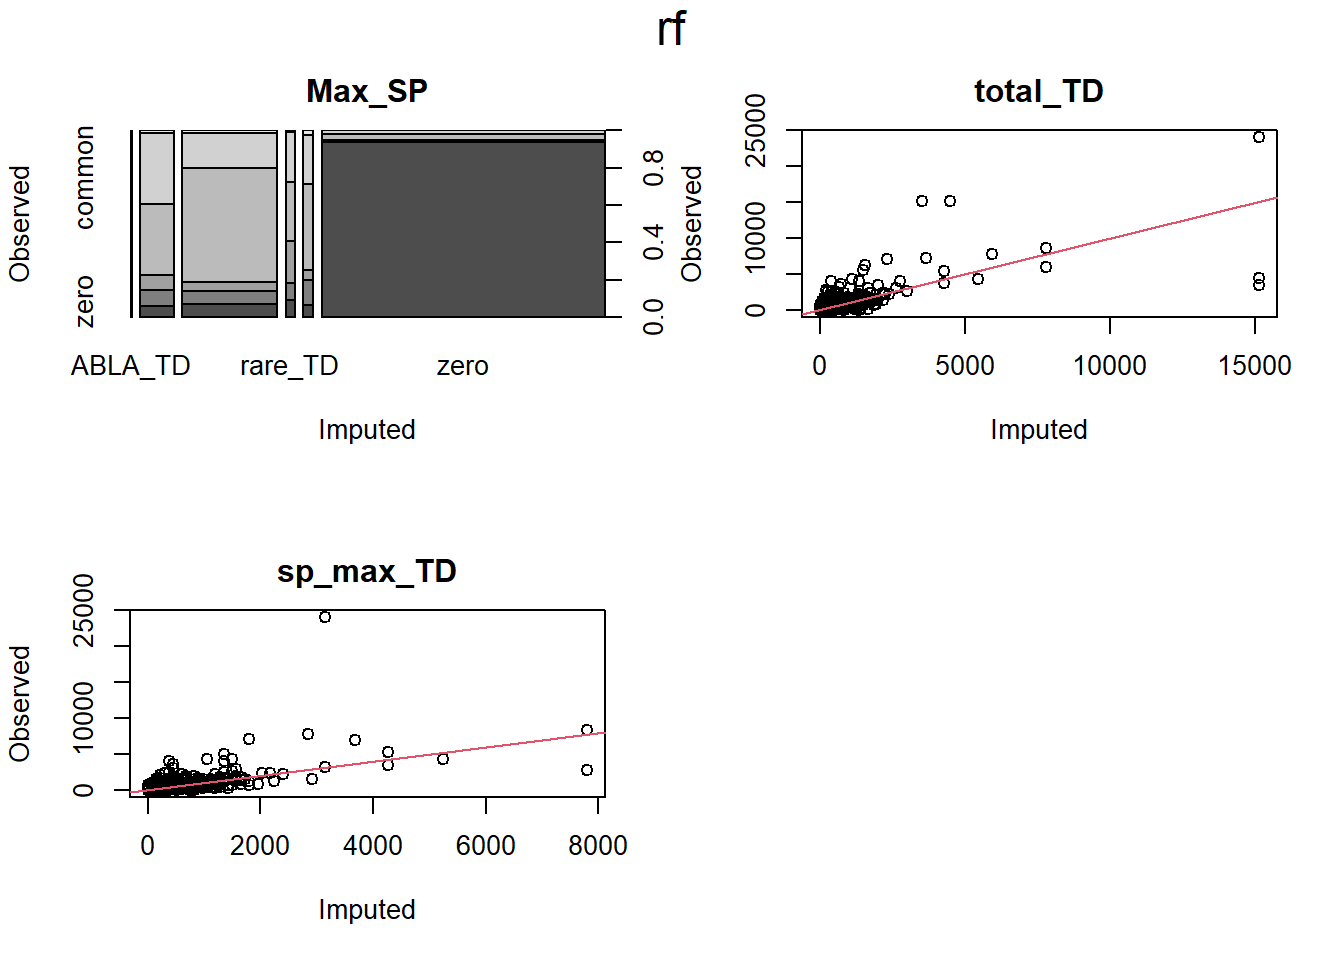 rf
Max_SP
Observed
zero common
0.0 0.4 0.8
ABLA_TD rare_TD zero
Imputed
total_TD
Observed
0 10000 25000
0 5000 10000 15000
Imputed
sp_max_TD
Observed
0 10000 25000
0 2000 4000 6000 8000
Imputed